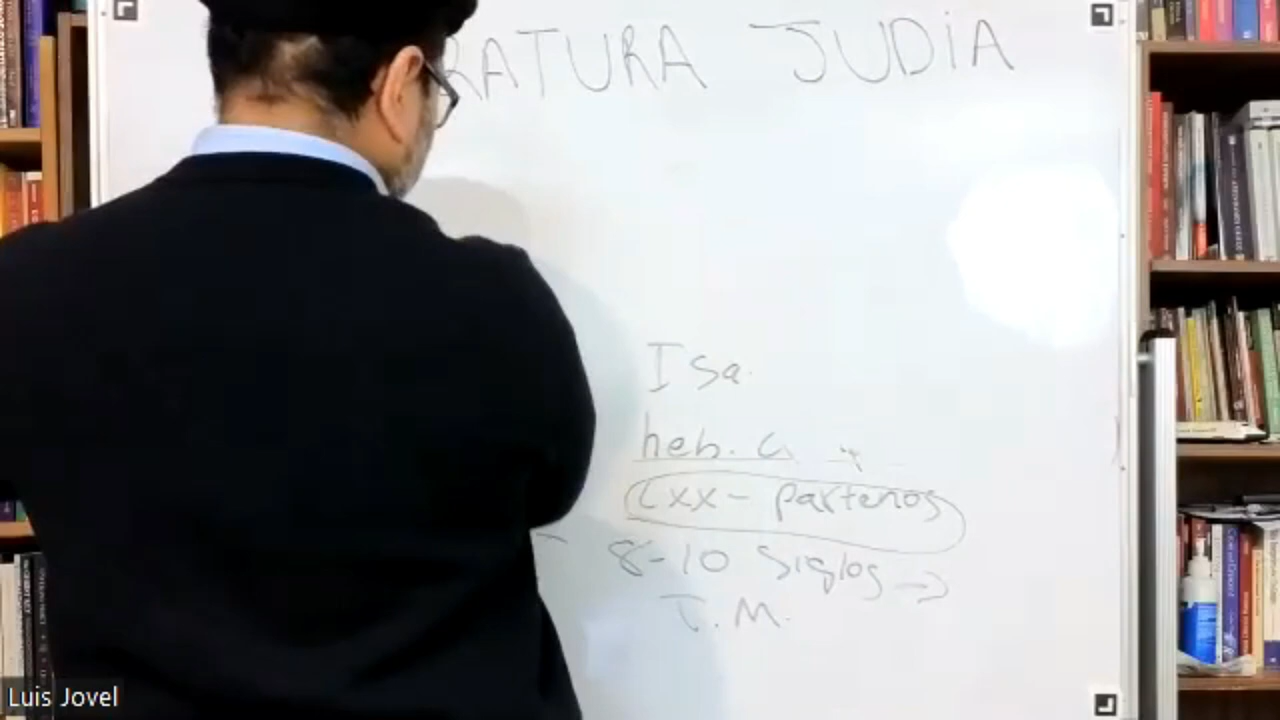 RATURA JUDIA
Isa.
heb.
LXX - partenos
8-10 Siglos →
T.M.
Luis Jovel